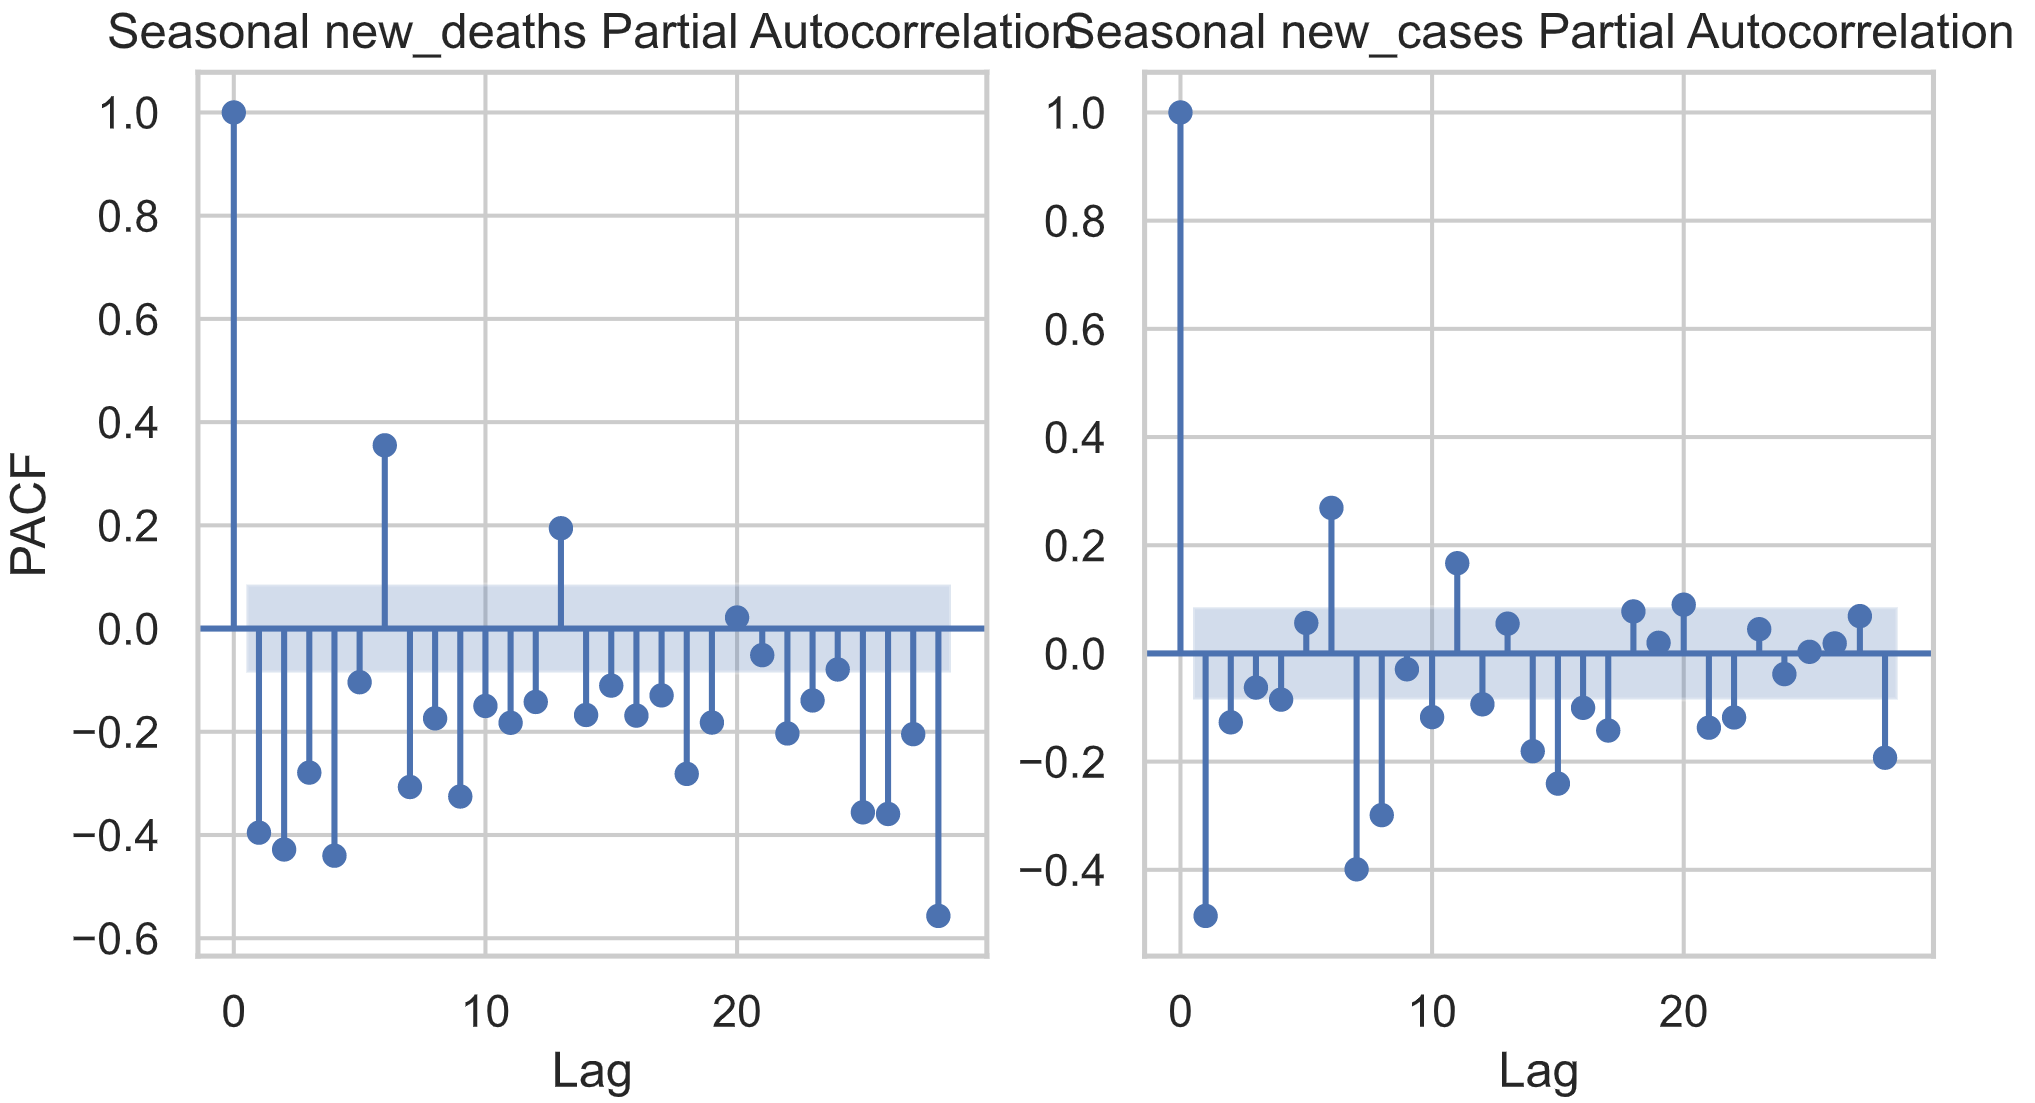 Seasonal new_deaths Partial Autocorrelation
Seasonal new_cases Partial Autocorrelation
PACF
1.0
0.8
0.6
0.4
0.2
0.0
−0.2
−0.4
−0.6
0 10 20
Lag
1.0
0.8
0.6
0.4
0.2
0.0
−0.2
−0.4
0 10 20
Lag